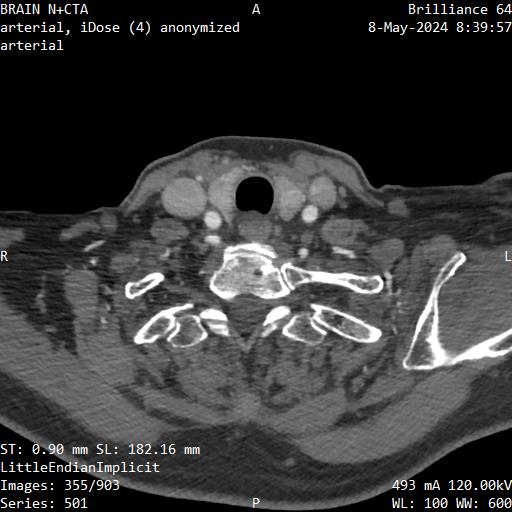 BRAIN N+CTA
arterial, iDose (4) anonymized
arterial
A
Brilliance 64
8-May-2024 8:39:57
R
L
ST: 0.90 mm SL: 182.16 mm
LittleEndianImplicit
Images: 355/903
Series: 501
P
493 mA 120.00kV
WL: 100 WW: 600